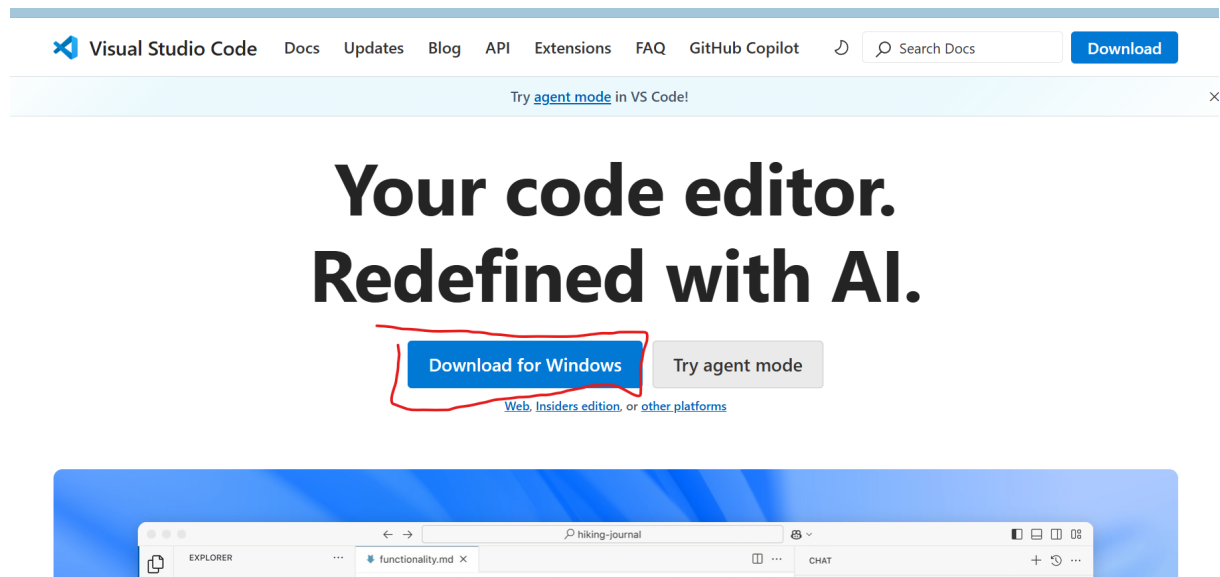 Visual Studio Code Docs Updates Blog API Extensions FAQ GitHub Copilot Search Docs Download
Try agent mode in VS Code!
Your code editor.
Redefined with AI.
Download for Windows Try agent mode
Web, Insiders edition, or other platforms
hiking-journal
EXPLORER functionality.md CHAT